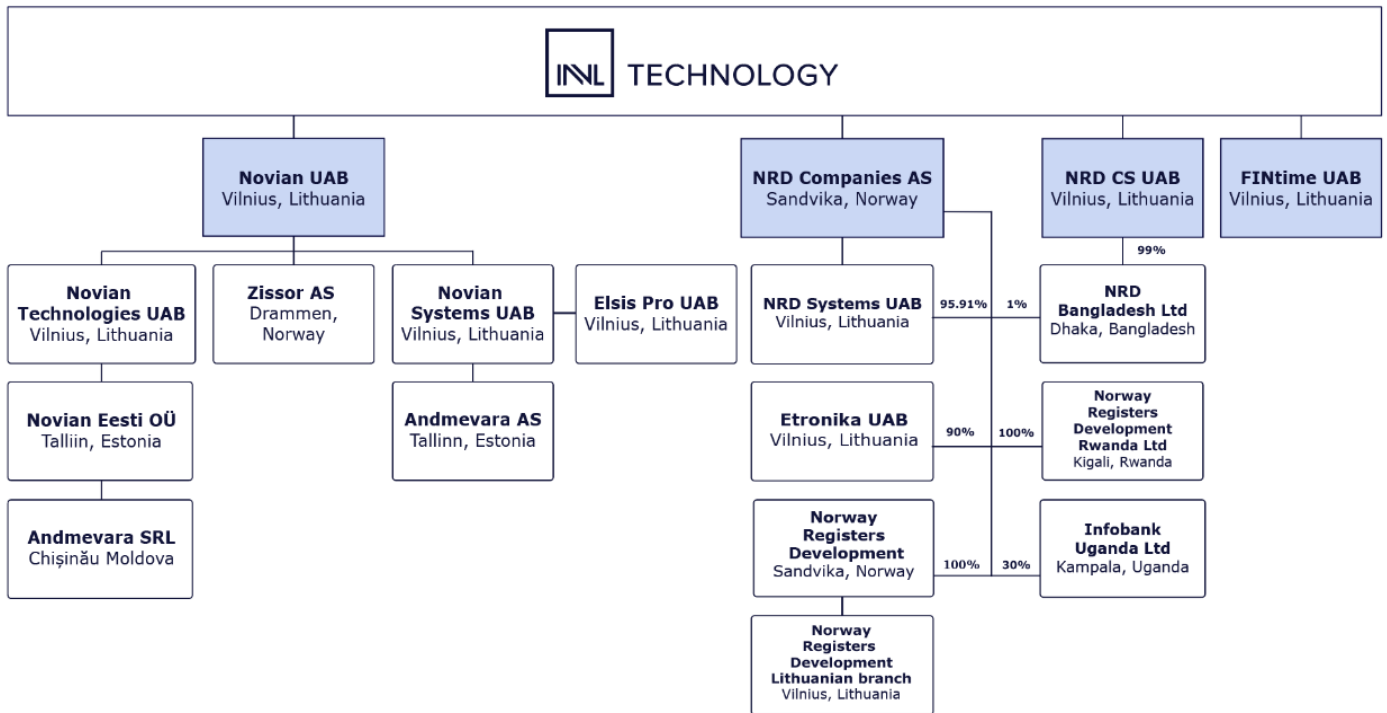 INVL TECHNOLOGY
Novian UAB
Vilnius, Lithuania
NRD Companies AS
Sandvika, Norway
NRD CS UAB
Vilnius, Lithuania
FINtime UAB
Vilnius, Lithuania
99%
Novian
Technologies UAB
Vilnius, Lithuania
Zissor AS
Drammen,
Norway
Novian
Systems UAB
Vilnius, Lithuania
Elsis Pro UAB
Vilnius, Lithuania
NRD Systems UAB
Vilnius, Lithuania
95.91%
1%
NRD
Bangladesh Ltd
Dhaka, Bangladesh
Novian Eesti OÜ
Talliin, Estonia
Andmevara AS
Tallinn, Estonia
Etronika UAB
Vilnius, Lithuania
90%
100%
Norway
Registers
Development
Rwanda Ltd
Kigali, Rwanda
Andmevara SRL
Chișinău Moldova
Norway
Registers
Development
Sandvika, Norway
100%
30%
Infobank
Uganda Ltd
Kampala, Uganda
Norway
Registers
Development
Lithuanian branch
Vilnius, Lithuania